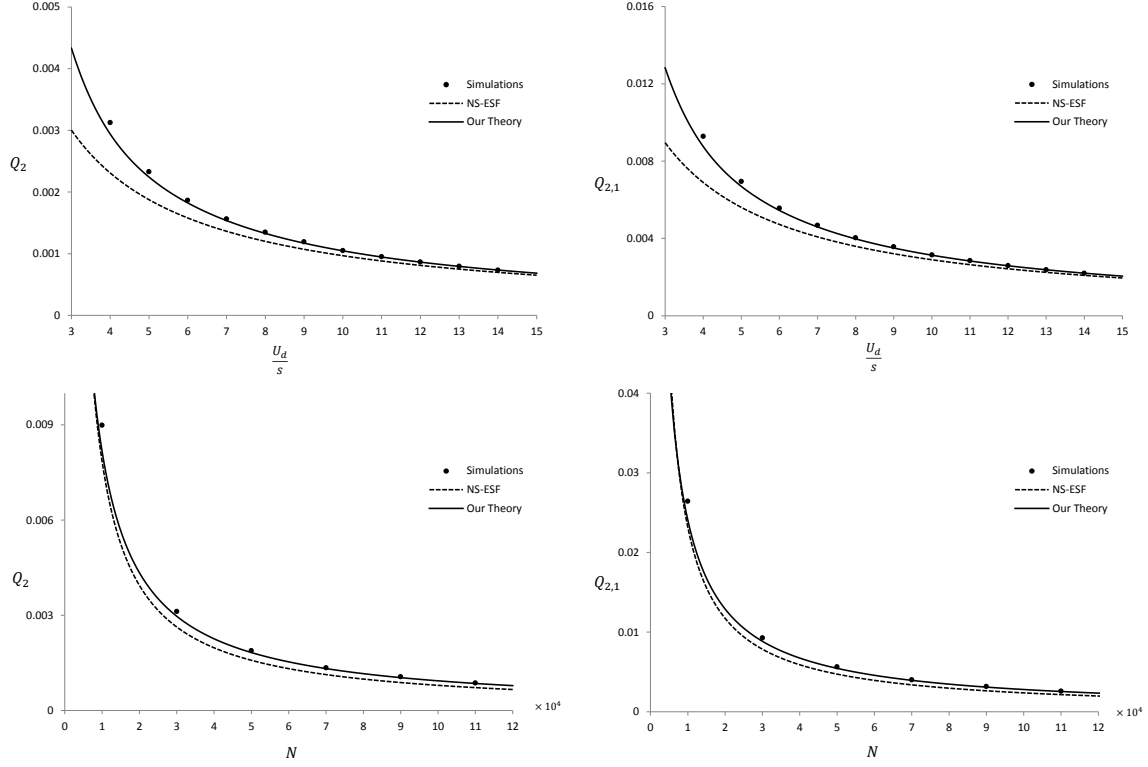 0.005
0.004
0.003
0.002
0.001
0
Q₂
3 4 5 6 7 8 9 10 11 12 13 14 15
U_d
s
Simulations
NS-ESF
Our Theory
0.016
0.012
0.008
0.004
0
Q₂,₁
3 4 5 6 7 8 9 10 11 12 13 14 15
U_d
s
Simulations
NS-ESF
Our Theory
0.009
0.006
0.003
0
Q₂
0 1 2 3 4 5 6 7 8 9 10 11 12
× 10⁴
N
Simulations
NS-ESF
Our Theory
0.04
0.03
0.02
0.01
0
Q₂,₁
0 1 2 3 4 5 6 7 8 9 10 11 12
× 10⁴
N
Simulations
NS-ESF
Our Theory